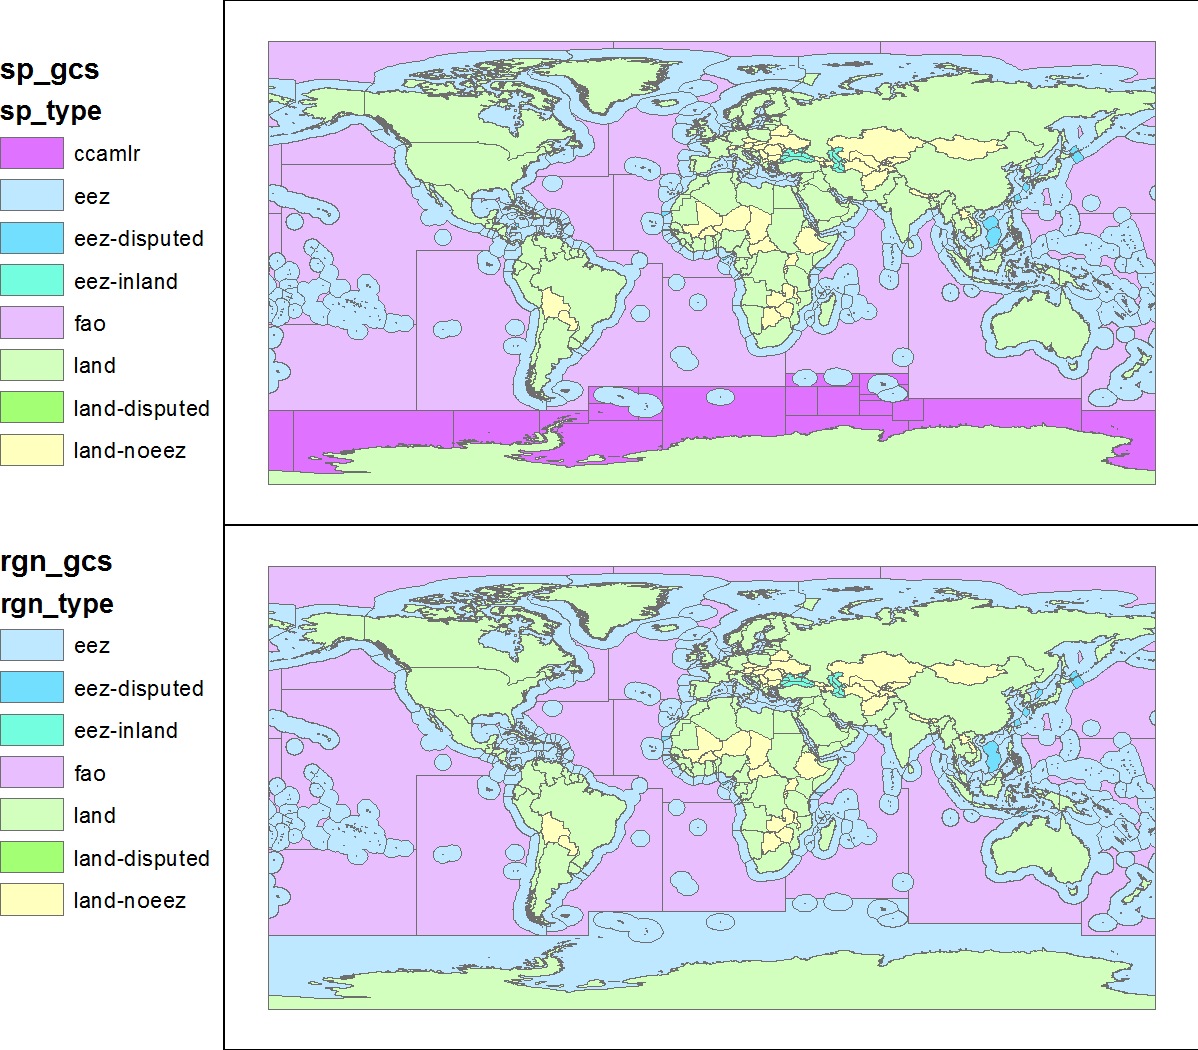 sp_gcs
sp_type
ccamlr
eez
eez-disputed
eez-inland
fao
land
land-disputed
land-noeez
rgn_gcs
rgn_type
eez
eez-disputed
eez-inland
fao
land
land-disputed
land-noeez